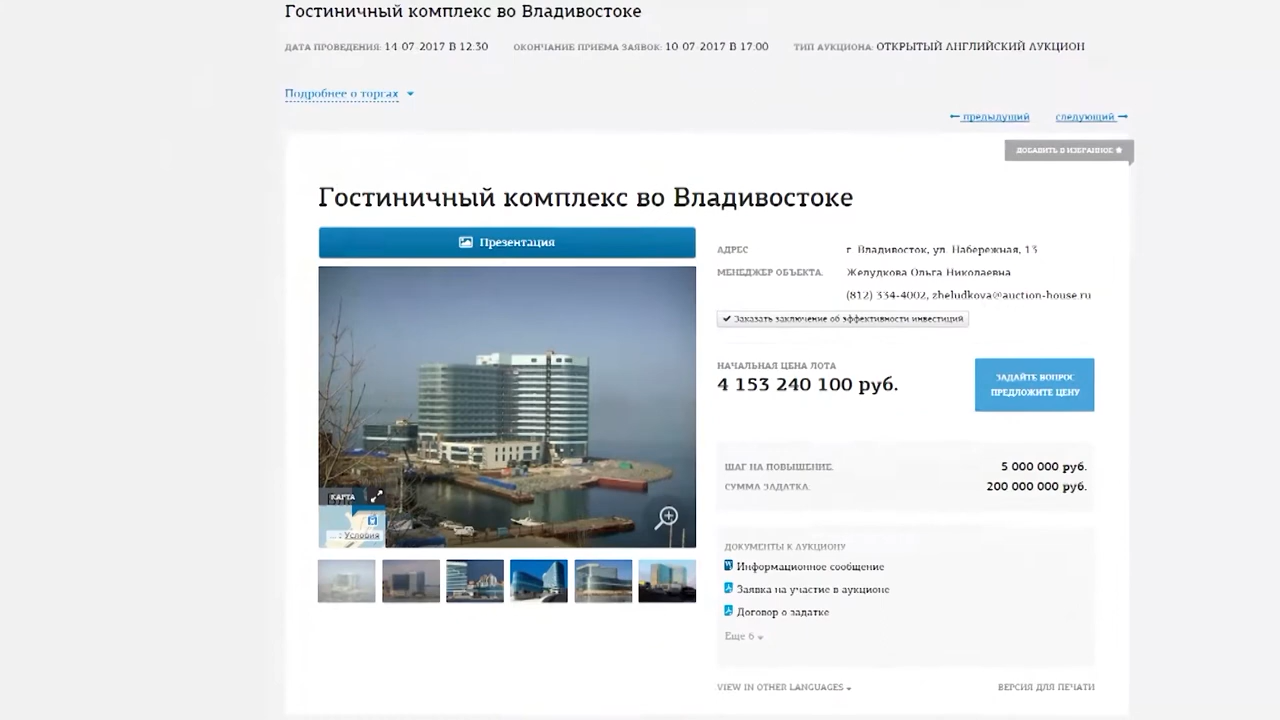 Гостиничный комплекс во Владивостоке
ДАТА ПРОВЕДЕНИЯ: 14-07-2017 В 12:30 ОКОНЧАНИЕ ПРИЕМА ЗАЯВОК: 10-07-2017 В 17:00 ТИП АУКЦИОНА: ОТКРЫТЫЙ АНГЛИЙСКИЙ АУКЦИОН
Подробнее о торгах
← предыдущий следующий →
ДОБАВИТЬ В ИЗБРАННОЕ ★
Гостиничный комплекс во Владивостоке
Презентация
АДРЕС г. Владивосток, ул. Набережная, 13
МЕНЕДЖЕР ОБЪЕКТА: Желудкова Ольга Николаевна
(812) 334-4002, zheludkova@auction-house.ru
Заказать заключение об эффективности инвестиций
НАЧАЛЬНАЯ ЦЕНА ЛОТА
4 153 240 100 руб.
ЗАДАЙТЕ ВОПРОС
ПРЕДЛОЖИТЕ ЦЕНУ
ШАГ НА ПОВЫШЕНИЕ: 5 000 000 руб.
СУММА ЗАДАТКА: 200 000 000 руб.
КАРТА
... : Условия
ДОКУМЕНТЫ К АУКЦИОНУ
Информационное сообщение
Заявка на участие в аукционе
Договор о задатке
Еще 6
VIEW IN OTHER LANGUAGES ВЕРСИЯ ДЛЯ ПЕЧАТИ